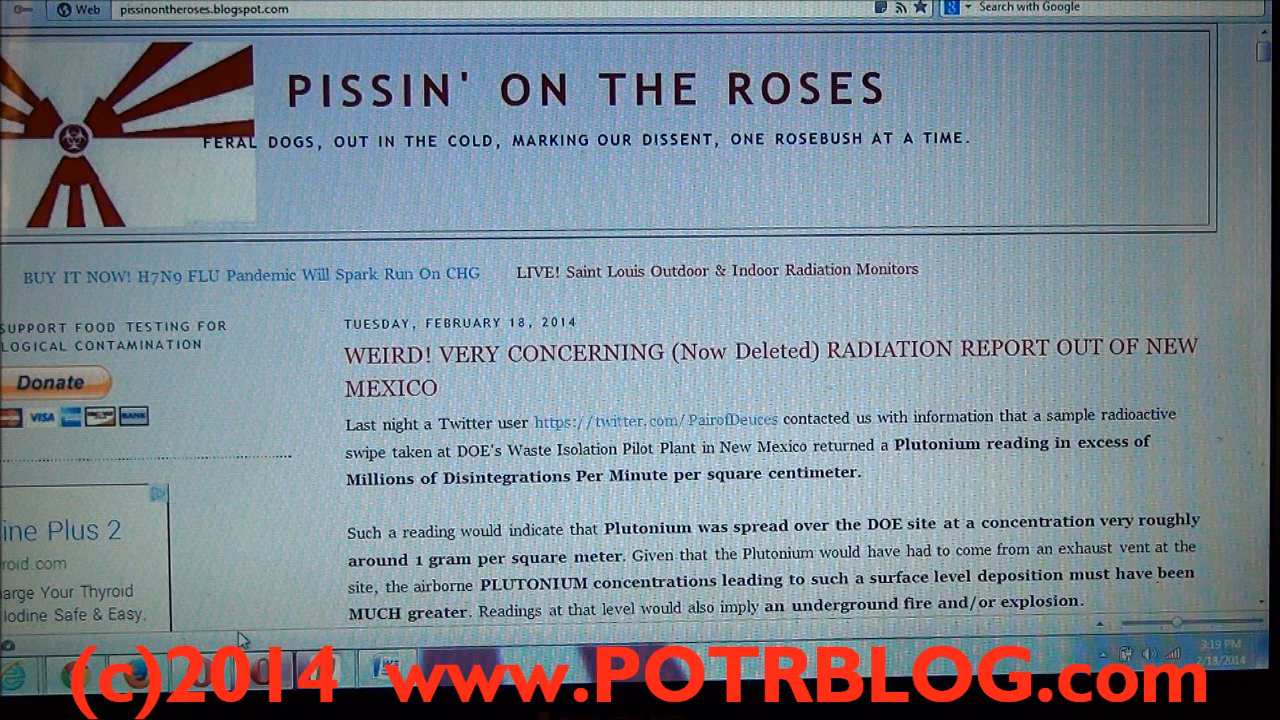 Web pissinontheroses.blogspot.com Search with Google
PISSIN' ON THE ROSES
FERAL DOGS, OUT IN THE COLD, MARKING OUR DISSENT, ONE ROSEBUSH AT A TIME.
BUY IT NOW! H7N9 FLU Pandemic Will Spark Run On CHG LIVE! Saint Louis Outdoor & Indoor Radiation Monitors
SUPPORT FOOD TESTING FOR
LOGICAL CONTAMINATION
Donate
VISA BANK
ine Plus 2
roid.com
arge Your Thyroid
Iodine Safe & Easy.
TUESDAY, FEBRUARY 18, 2014
WEIRD! VERY CONCERNING (Now Deleted) RADIATION REPORT OUT OF NEW
MEXICO
Last night a Twitter user https://twitter.com/PairofDeuces contacted us with information that a sample radioactive
swipe taken at DOE's Waste Isolation Pilot Plant in New Mexico returned a Plutonium reading in excess of
Millions of Disintegrations Per Minute per square centimeter.
Such a reading would indicate that Plutonium was spread over the DOE site at a concentration very roughly
around 1 gram per square meter. Given that the Plutonium would have had to come from an exhaust vent at the
site, the airborne PLUTONIUM concentrations leading to such a surface level deposition must have been
MUCH greater. Readings at that level would also imply an underground fire and/or explosion.
3:19 PM
2/18/2014
(c)2014 www.POTRBLOG.com